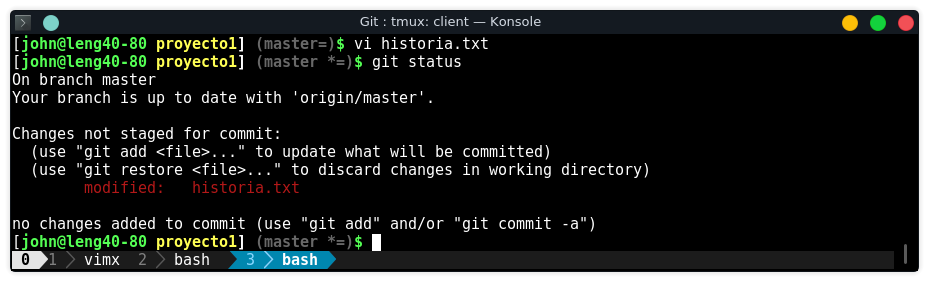 Git : tmux: client — Konsole
[john@leng40-80 proyecto1] (master=)$ vi historia.txt
[john@leng40-80 proyecto1] (master *=)$ git status
On branch master
Your branch is up to date with 'origin/master'.
Changes not staged for commit:
(use "git add <file>..." to update what will be committed)
(use "git restore <file>..." to discard changes in working directory)
modified: historia.txt
no changes added to commit (use "git add" and/or "git commit -a")
[john@leng40-80 proyecto1] (master *=)$
0 1 vimx 2 bash 3 bash